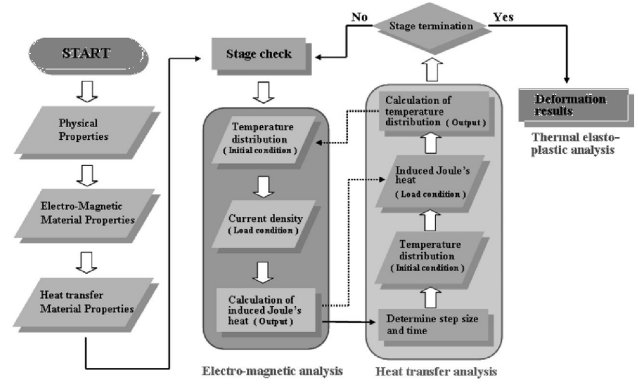 START
Physical
Properties
Electro-Magnetic
Material Properties
Heat transfer
Material Properties
Stage check
Temperature
distribution
( Initial condition )
Current density
( Load condition )
Calculation of
induced Joule's
heat ( Output )
Electro-magnetic analysis
No
Stage termination
Yes
Calculation of
temperature
distribution ( Output )
Induced Joule's
heat
( Load condition )
Temperature
distribution
( Initial condition )
Determine step size
and time
Heat transfer analysis
Deformation
results
Thermal elasto-
plastic analysis